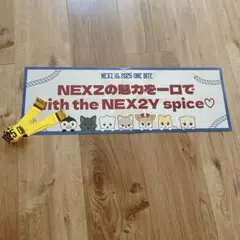 NEXZ
2025 ONE BITE
NEXZの魅力を一口で
with the NEX2Y spice♡